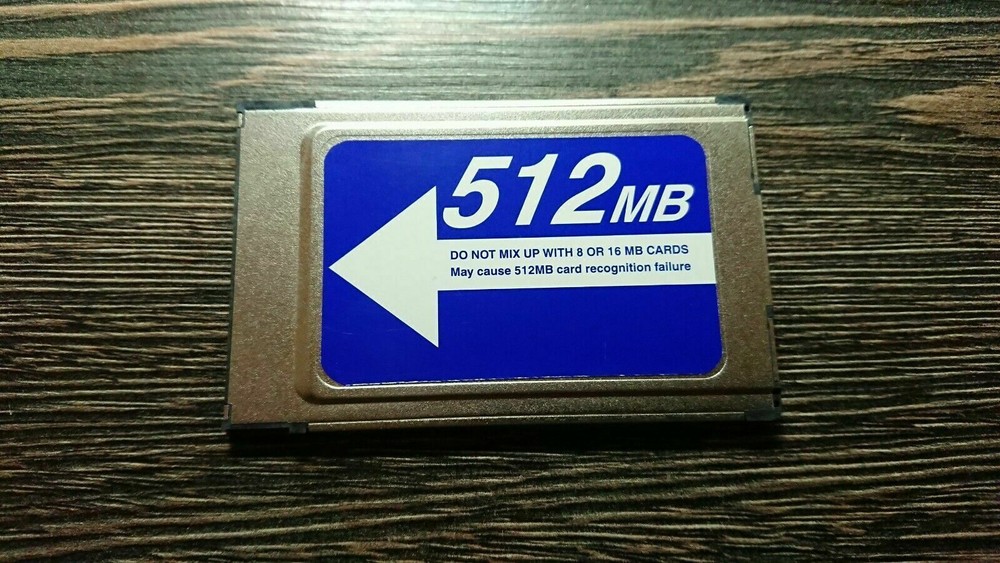 512MB
DO NOT MIX UP WITH 8 OR 16 MB CARDS
May cause 512MB card recognition failure